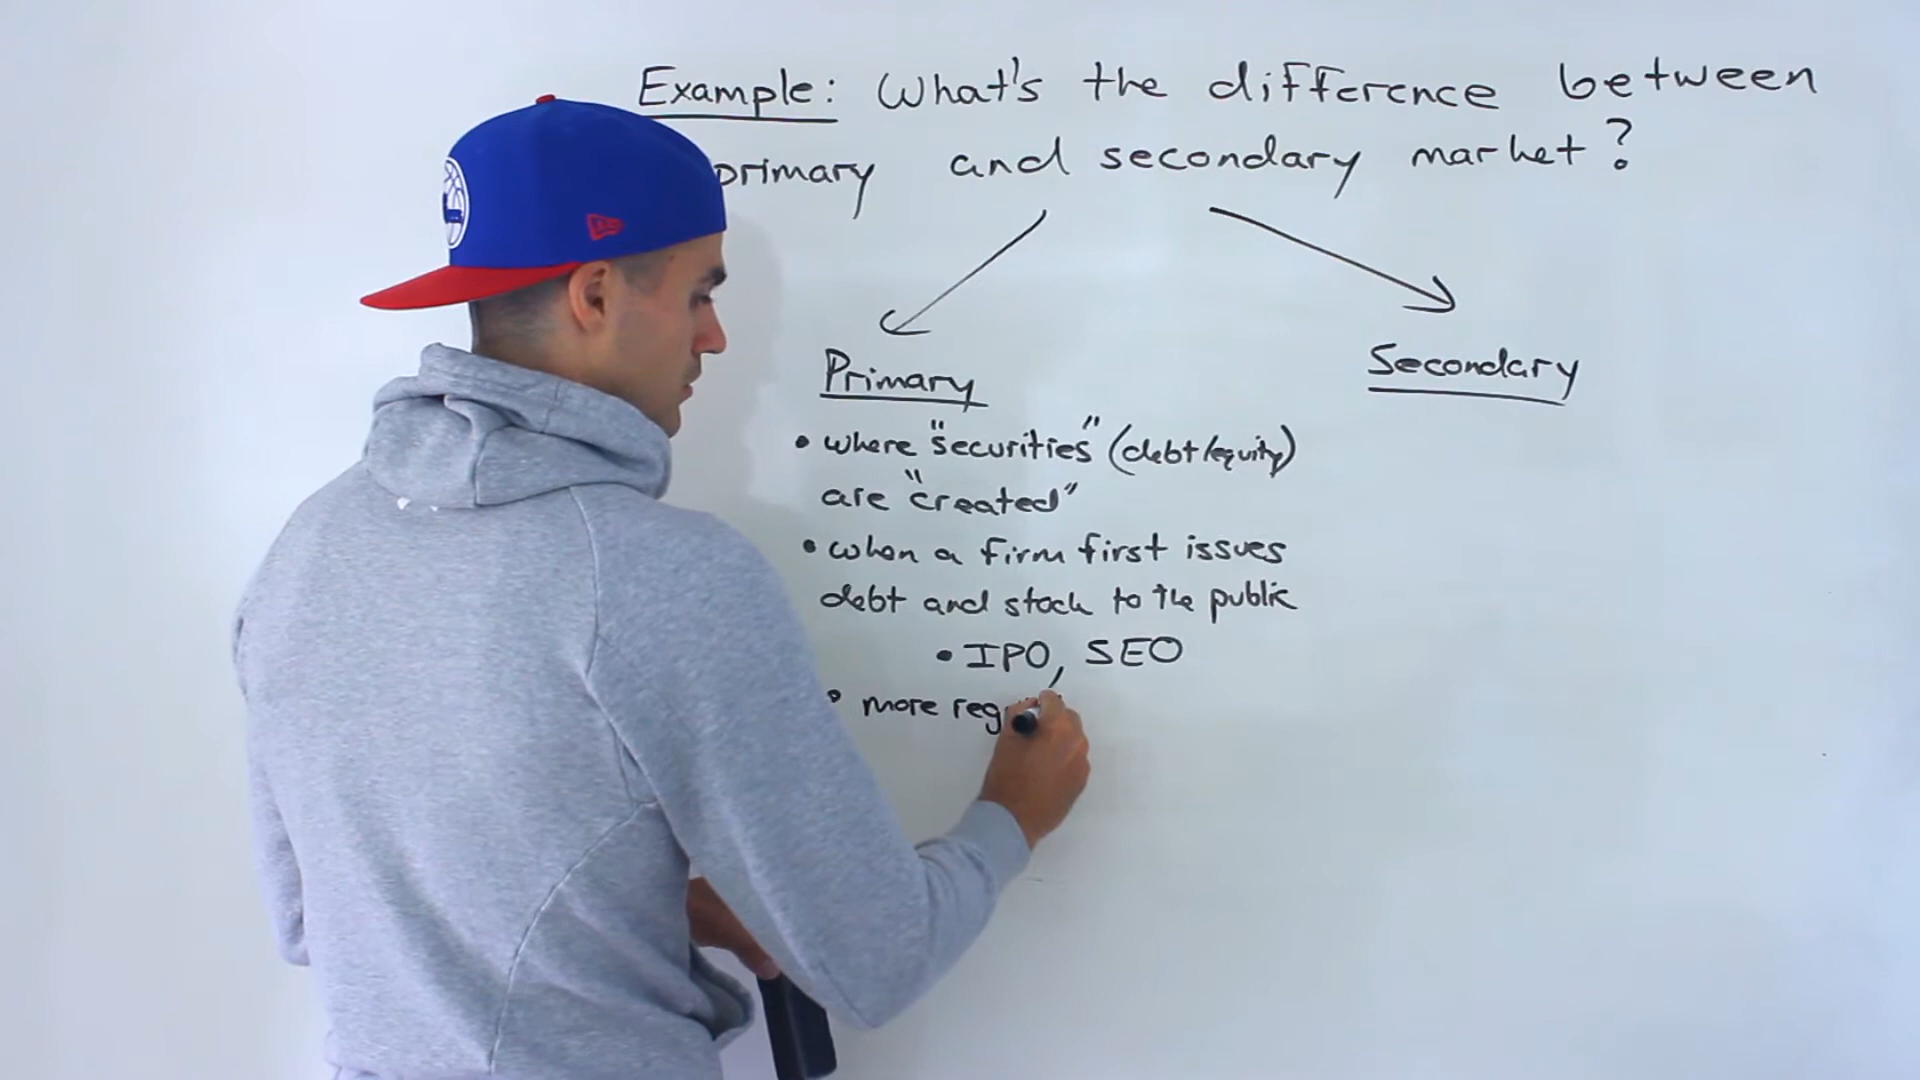 Example: What's the difference between
primary and secondary market?
Primary
Secondary
• where "securities" (debt/equity)
are "created"
• when a firm first issues
debt and stock to the public
• IPO, SEO
• more reg